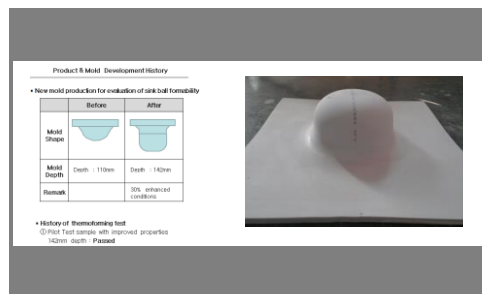 Product & Mold Development History
• New mold production for evaluation of sink ball formability
Before After
Mold Shape
Mold Depth Depth : 110mm Depth : 142mm
Remark 30% enhanced conditions
• History of thermoforming test
① Pilot Test sample with improved properties
142mm depth : Passed